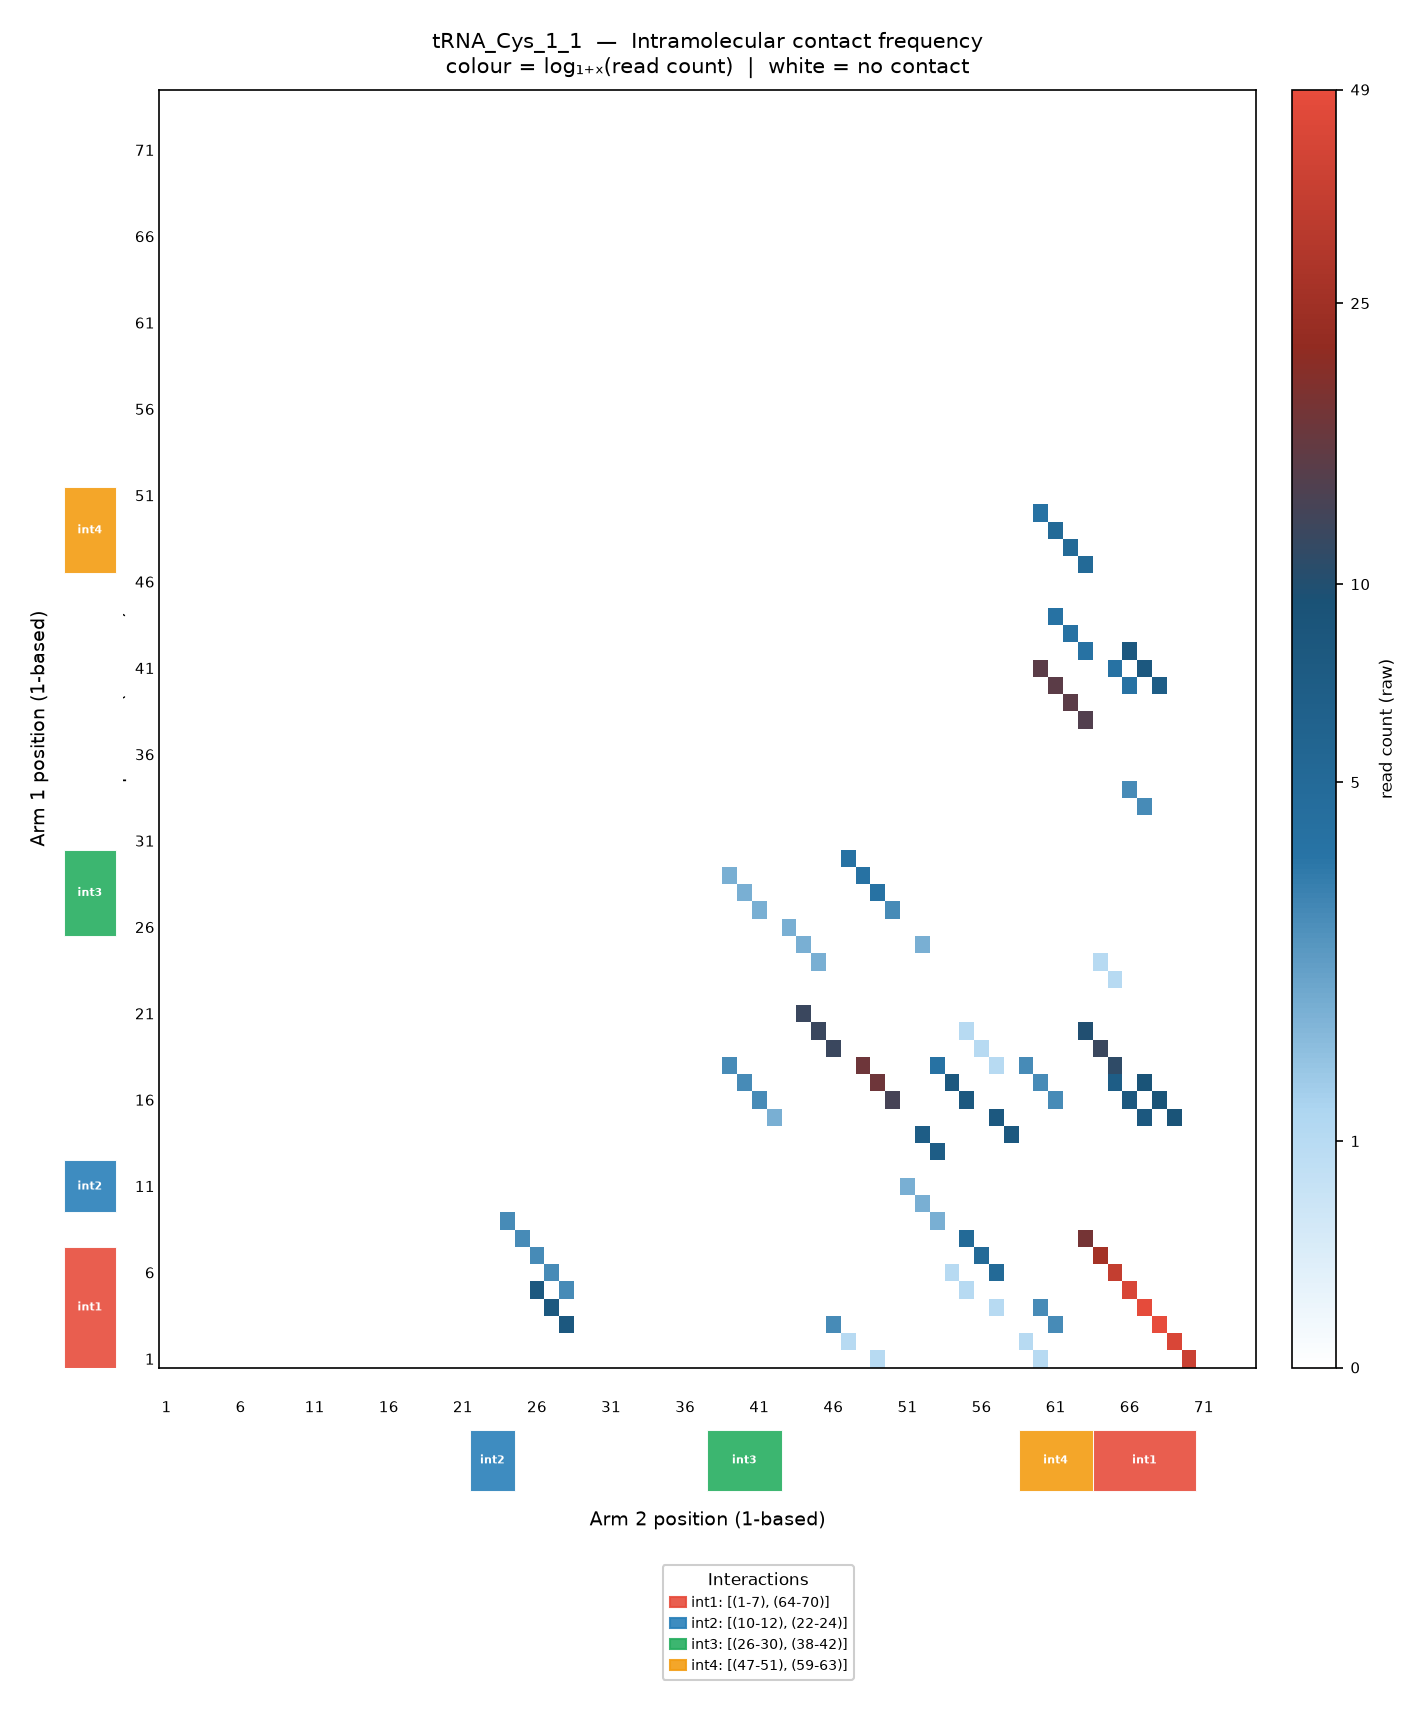 tRNA_Cys_1_1  —  Intramolecular contact frequency
colour = log₁₊ₓ(read count)  |  white = no contact
71
66
61
56
51
46
41
36
31
26
21
16
11
6
1
int4
int3
int2
int1
Arm 1 position (1-based)
49
25
10
5
1
0
read count (raw)
1 6 11 16 21 26 31 36 41 46 51 56 61 66 71
int2 int3 int4 int1
Arm 2 position (1-based)
Interactions
int1: [(1-7), (64-70)]
int2: [(10-12), (22-24)]
int3: [(26-30), (38-42)]
int4: [(47-51), (59-63)]